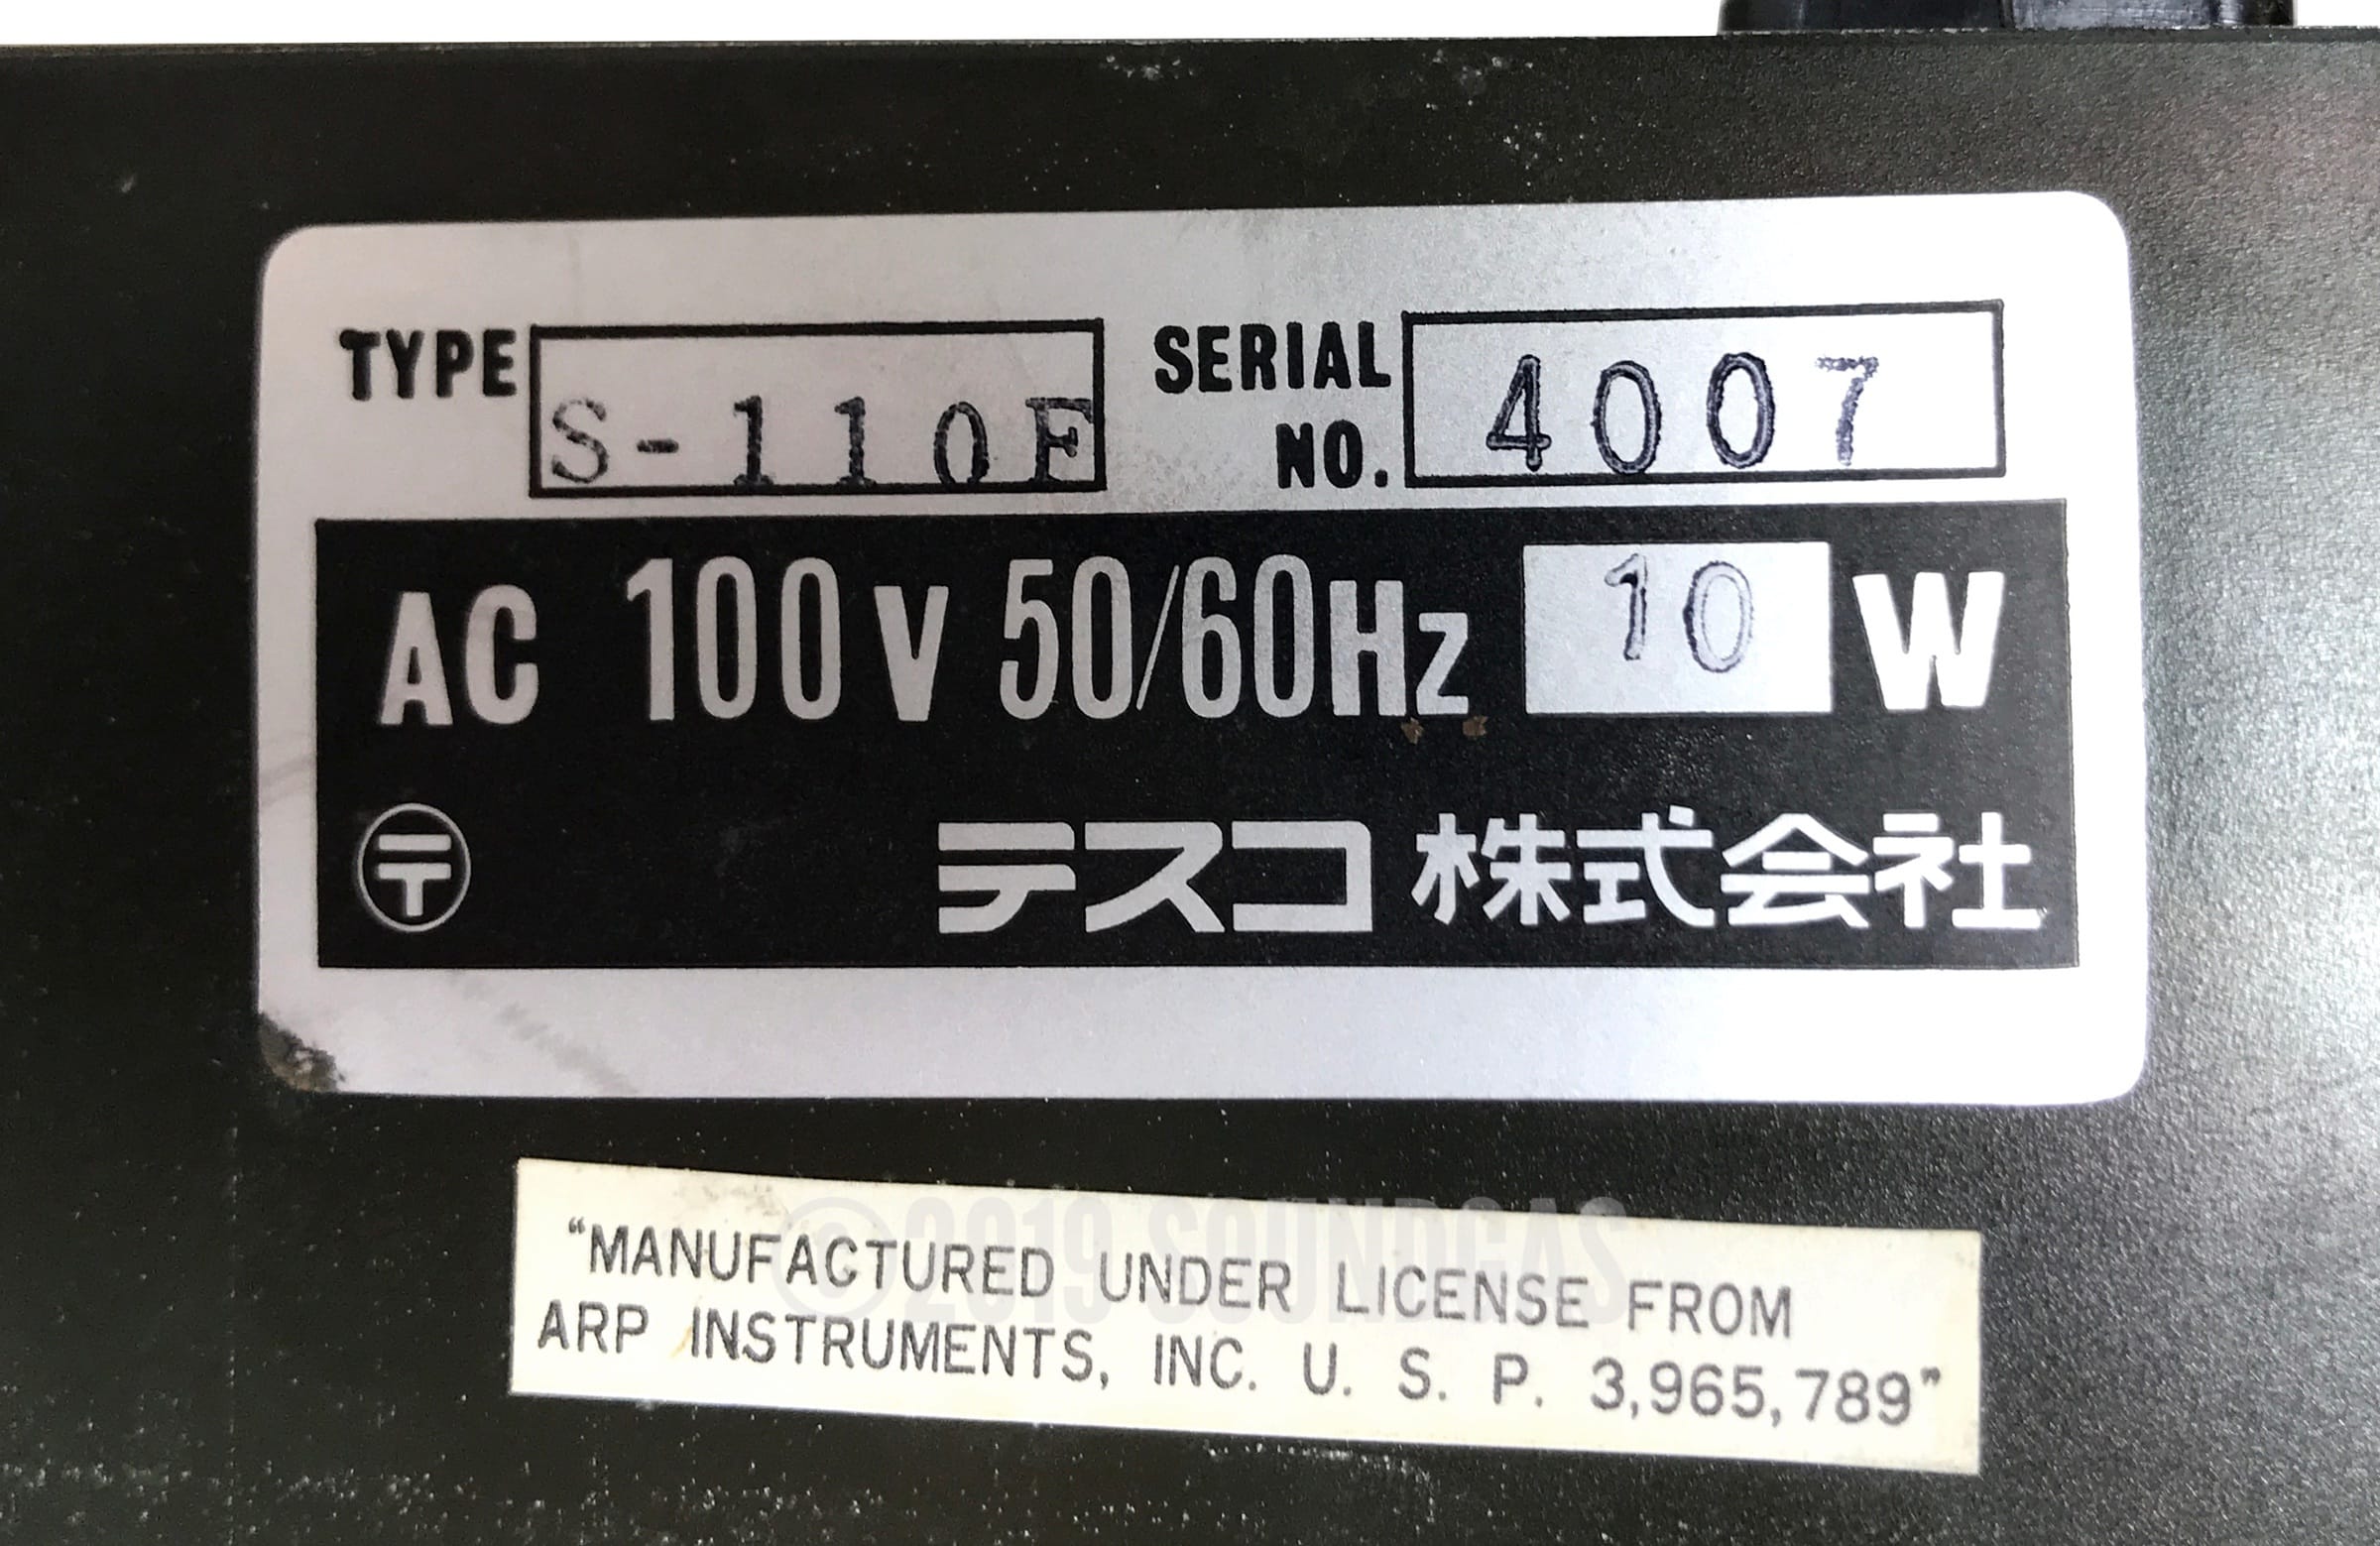 TYPE S-110F SERIAL NO. 4007
AC 100V 50/60Hz 10 W
〒 テスコ 株式会社
"MANUFACTURED UNDER LICENSE FROM
ARP INSTRUMENTS, INC. U. S. P. 3,965,789"
©2019 SOUNDGAS